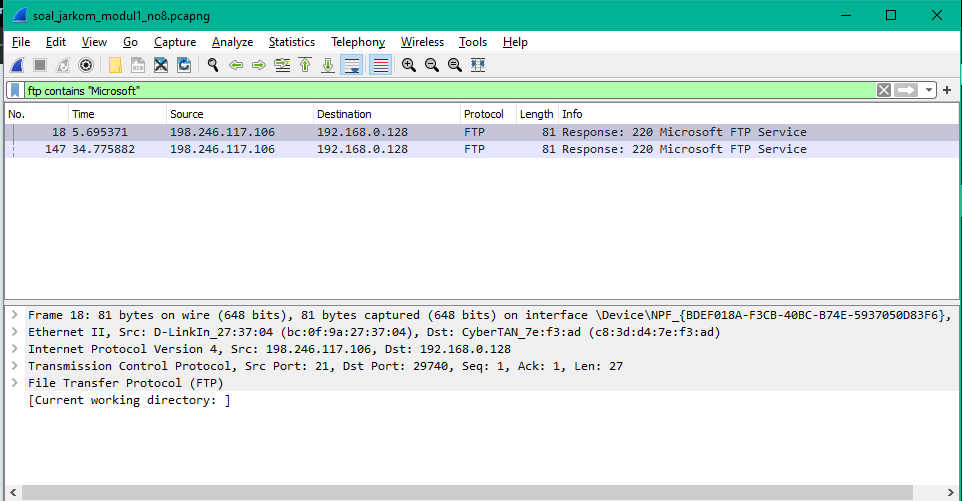 soal_jarkom_modul1_no8.pcapng
File Edit View Go Capture Analyze Statistics Telephony Wireless Tools Help
ftp contains "Microsoft"
No. Time Source Destination Protocol Length Info
18 5.695371 198.246.117.106 192.168.0.128 FTP 81 Response: 220 Microsoft FTP Service
147 34.775882 198.246.117.106 192.168.0.128 FTP 81 Response: 220 Microsoft FTP Service
Frame 18: 81 bytes on wire (648 bits), 81 bytes captured (648 bits) on interface \Device\NPF_{BDEF018A-F3CB-40BC-B74E-5937050D83F6},
Ethernet II, Src: D-LinkIn_27:37:04 (bc:0f:9a:27:37:04), Dst: CyberTAN_7e:f3:ad (c8:3d:d4:7e:f3:ad)
Internet Protocol Version 4, Src: 198.246.117.106, Dst: 192.168.0.128
Transmission Control Protocol, Src Port: 21, Dst Port: 29740, Seq: 1, Ack: 1, Len: 27
File Transfer Protocol (FTP)
[Current working directory: ]